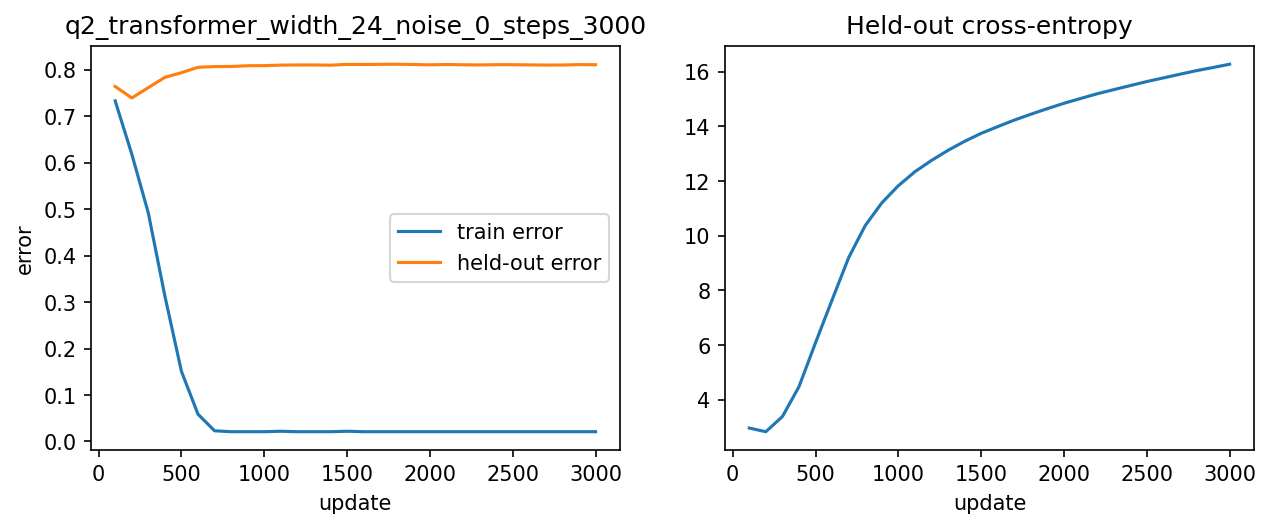 q2_transformer_width_24_noise_0_steps_3000
0.8
0.7
0.6
0.5
0.4
0.3
0.2
0.1
0.0
error
train error
held-out error
0 500 1000 1500 2000 2500 3000
update
Held-out cross-entropy
16
14
12
10
8
6
4
0 500 1000 1500 2000 2500 3000
update